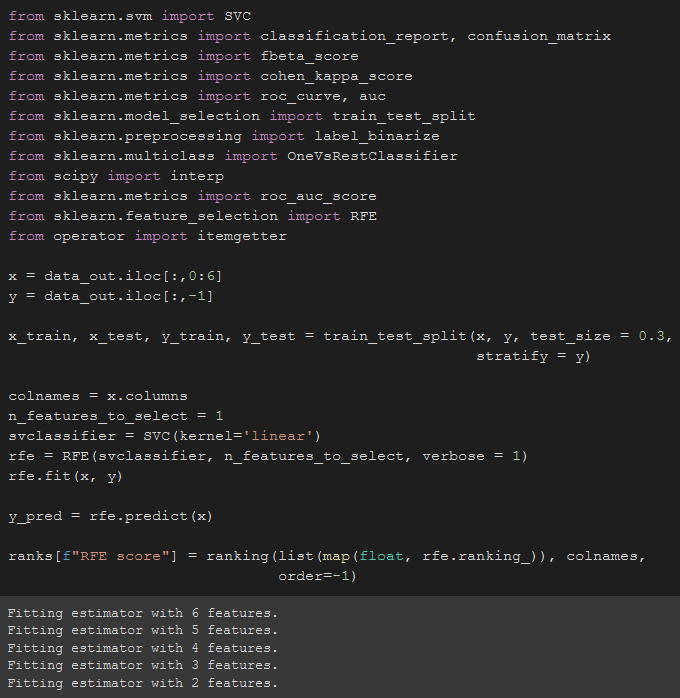 from sklearn.svm import SVC
from sklearn.metrics import classification_report, confusion_matrix
from sklearn.metrics import fbeta_score
from sklearn.metrics import cohen_kappa_score
from sklearn.metrics import roc_curve, auc
from sklearn.model_selection import train_test_split
from sklearn.preprocessing import label_binarize
from sklearn.multiclass import OneVsRestClassifier
from scipy import interp
from sklearn.metrics import roc_auc_score
from sklearn.feature_selection import RFE
from operator import itemgetter
x = data_out.iloc[:,0:6]
y = data_out.iloc[:,-1]
x_train, x_test, y_train, y_test = train_test_split(x, y, test_size = 0.3,
stratify = y)
colnames = x.columns
n_features_to_select = 1
svclassifier = SVC(kernel='linear')
rfe = RFE(svclassifier, n_features_to_select, verbose = 1)
rfe.fit(x, y)
y_pred = rfe.predict(x)
ranks[f"RFE score"] = ranking(list(map(float, rfe.ranking_)), colnames,
order=-1)
Fitting estimator with 6 features.
Fitting estimator with 5 features.
Fitting estimator with 4 features.
Fitting estimator with 3 features.
Fitting estimator with 2 features.